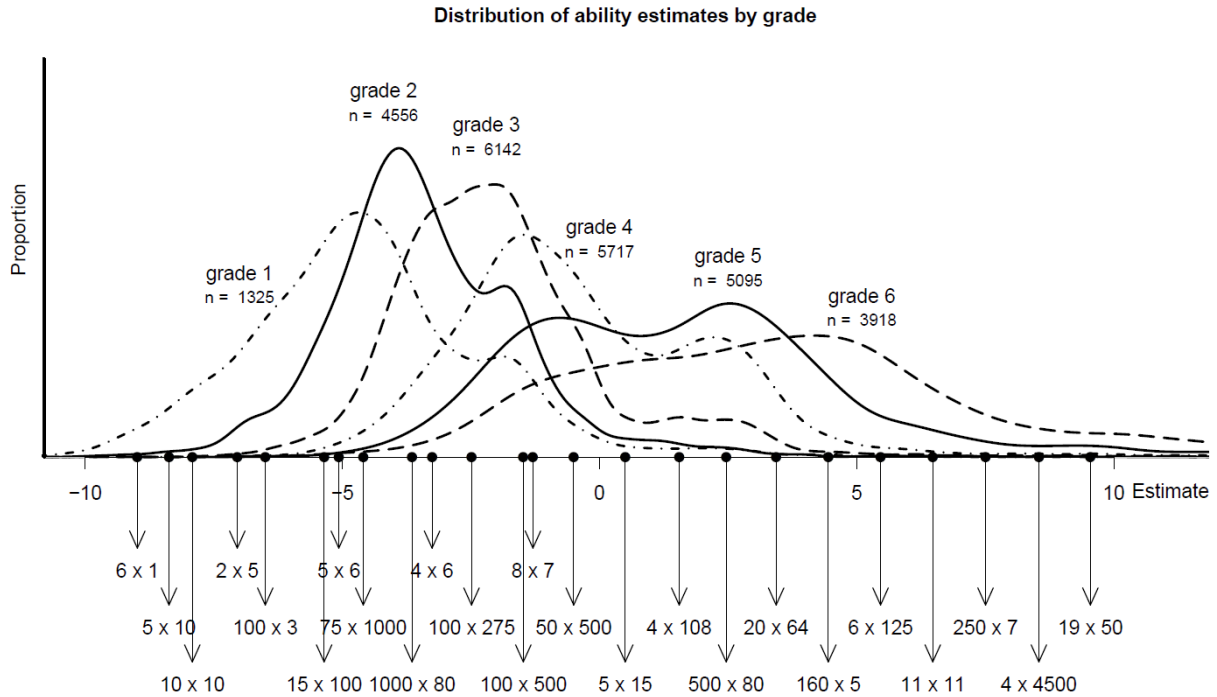 Distribution of ability estimates by grade
Proportion
grade 1
n = 1325
grade 2
n = 4556
grade 3
n = 6142
grade 4
n = 5717
grade 5
n = 5095
grade 6
n = 3918
−10 −5 0 5 10 Estimate
6 x 1 2 x 5 5 x 6 4 x 6 8 x 7
5 x 10 100 x 3 75 x 1000 100 x 275 50 x 500 4 x 108 20 x 64 6 x 125 250 x 7 19 x 50
10 x 10 15 x 100 1000 x 80 100 x 500 5 x 15 500 x 80 160 x 5 11 x 11 4 x 4500